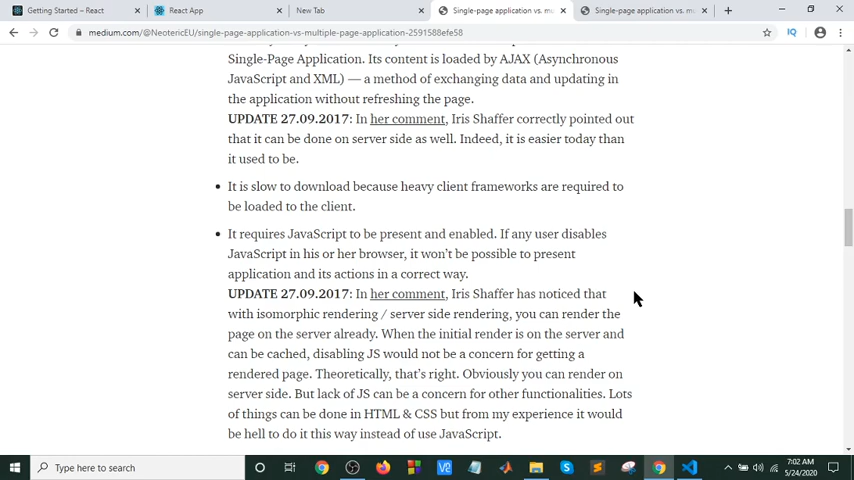 Getting Started – React
React App
New Tab
Single-page application vs. m
Single-page application vs. mu
medium.com/@NeotericEU/single-page-application-vs-multiple-page-application-2591588efe58
Single-Page Application. Its content is loaded by AJAX (Asynchronous
JavaScript and XML) — a method of exchanging data and updating in
the application without refreshing the page.
UPDATE 27.09.2017: In her comment, Iris Shaffer correctly pointed out
that it can be done on server side as well. Indeed, it is easier today than
it used to be.
• It is slow to download because heavy client frameworks are required to
be loaded to the client.
• It requires JavaScript to be present and enabled. If any user disables
JavaScript in his or her browser, it won't be possible to present
application and its actions in a correct way.
UPDATE 27.09.2017: In her comment, Iris Shaffer has noticed that
with isomorphic rendering / server side rendering, you can render the
page on the server already. When the initial render is on the server and
can be cached, disabling JS would not be a concern for getting a
rendered page. Theoretically, that's right. Obviously you can render on
server side. But lack of JS can be a concern for other functionalities. Lots
of things can be done in HTML & CSS but from my experience it would
be hell to do it this way instead of use JavaScript.
Type here to search
7:02 AM
5/24/2020